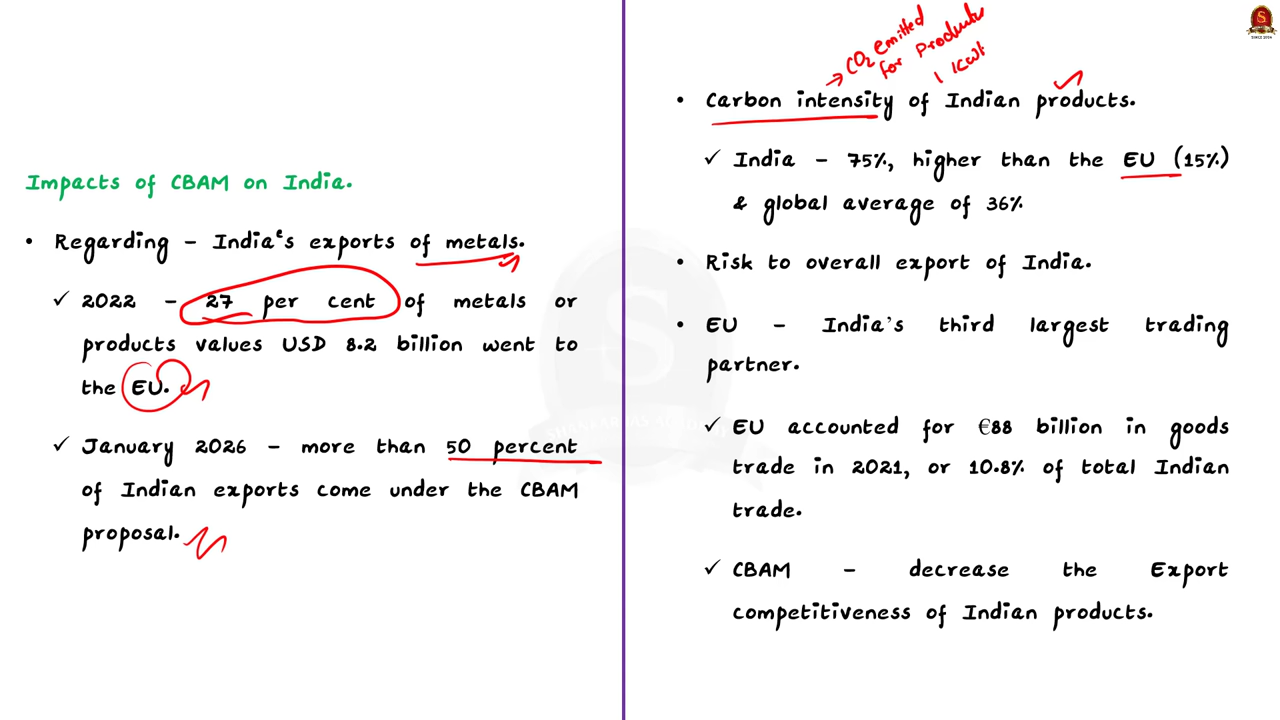 Impacts of CBAM on India.
• Regarding – India's exports of metals.
✓ 2022 – 27 per cent of metals or
products values USD 8.2 billion went to
the EU.
✓ January 2026 – more than 50 percent
of Indian exports come under the CBAM
proposal.
→ CO2 emitted
for Production
1 kWt
• Carbon intensity of Indian products.
✓ India – 75%, higher than the EU (15%)
& global average of 36%
• Risk to overall export of India.
• EU – India's third largest trading
partner.
✓ EU accounted for €88 billion in goods
trade in 2021, or 10.8% of total Indian
trade.
✓ CBAM – decrease the Export
competitiveness of Indian products.